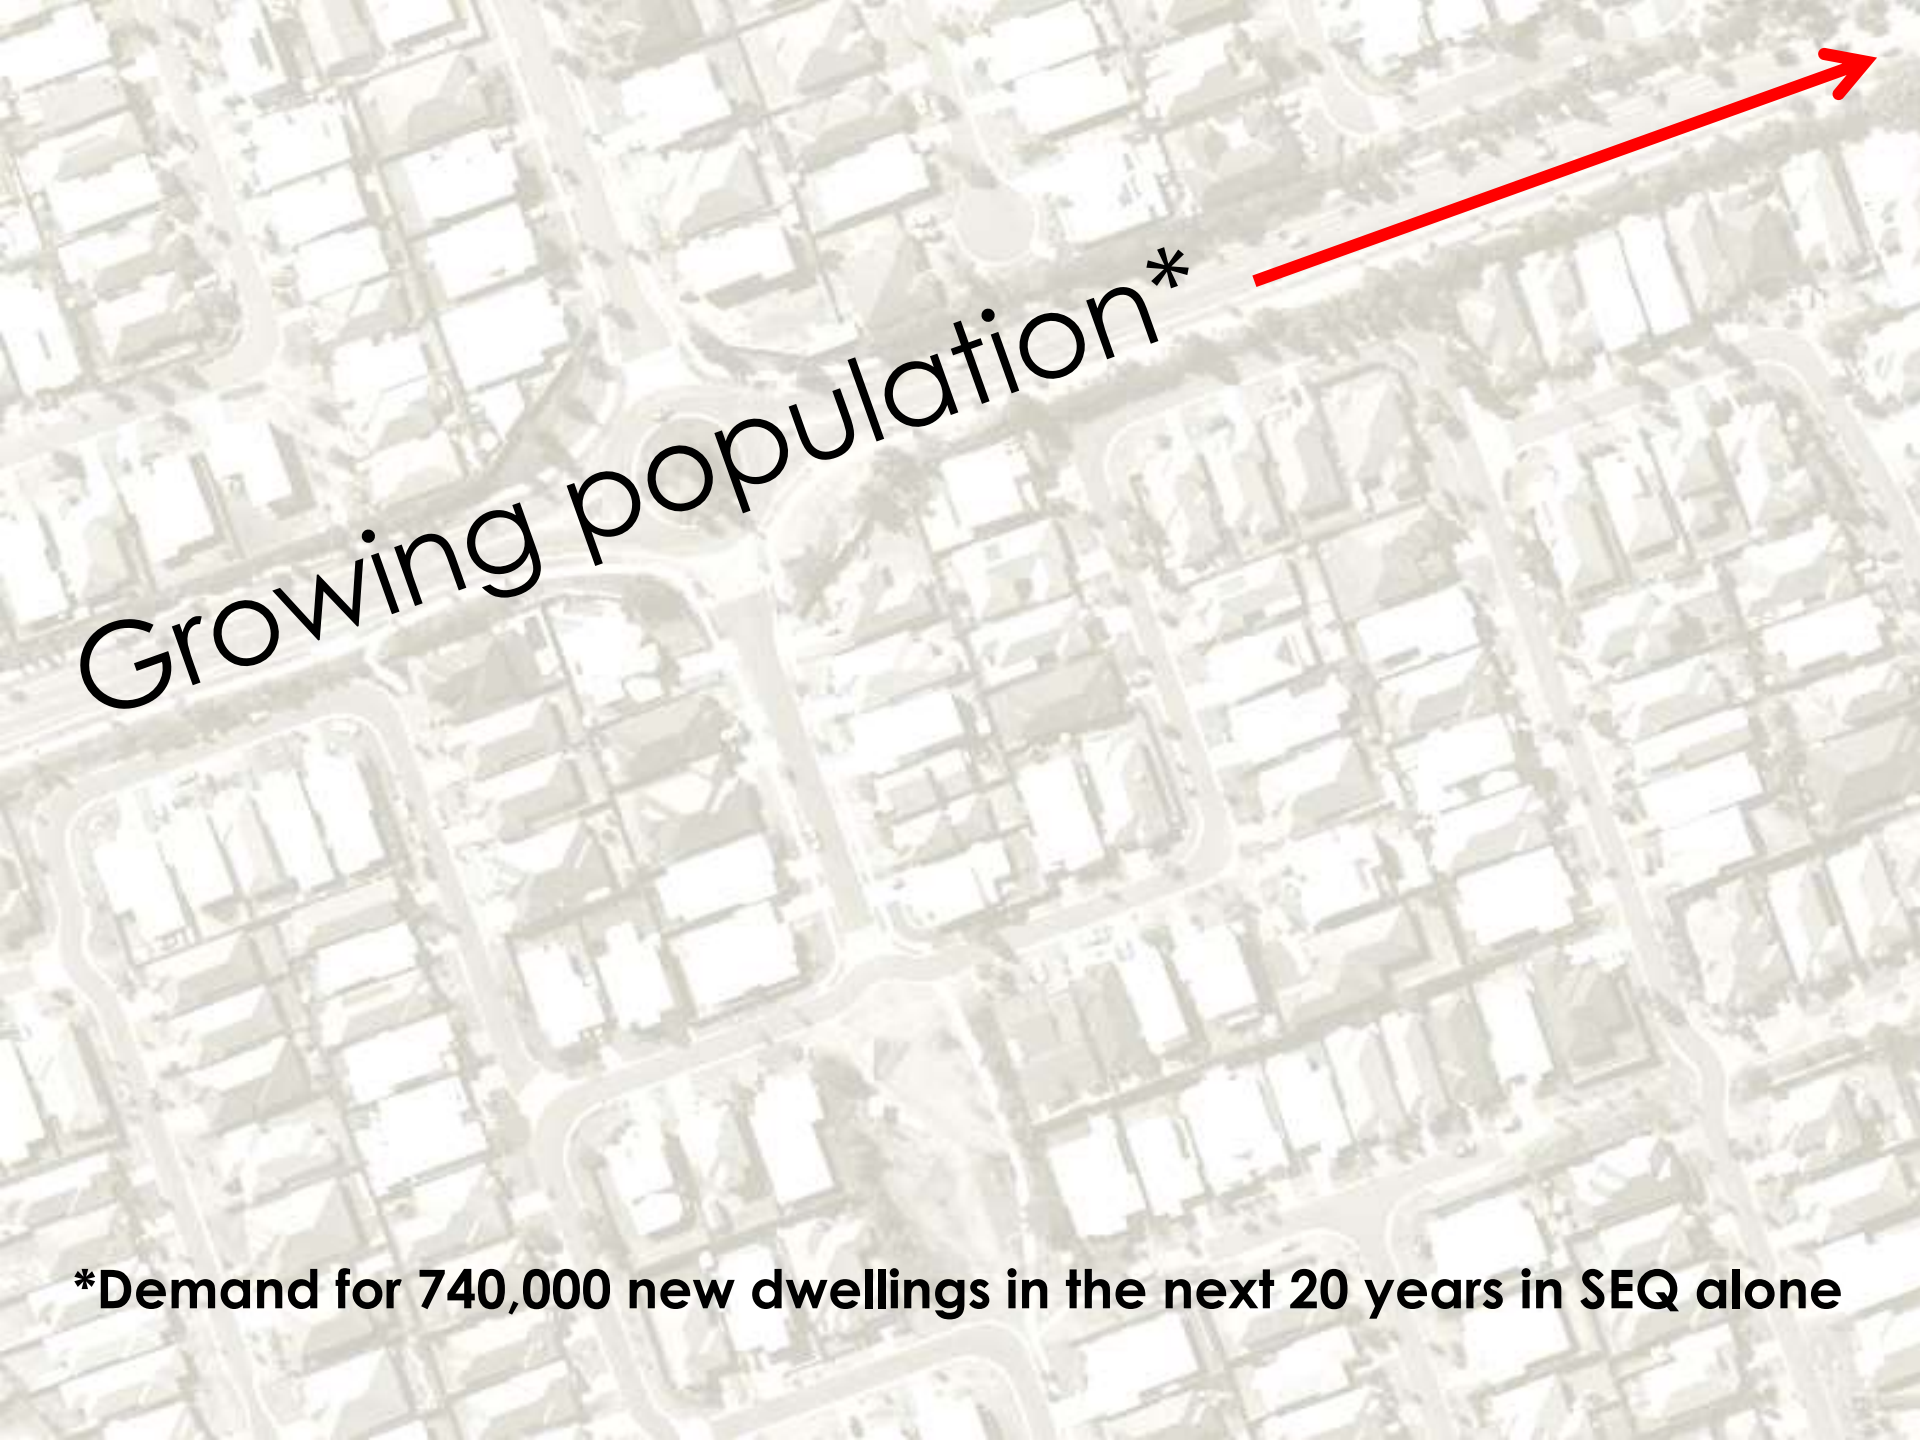 Growing population*
*Demand for 740,000 new dwellings in the next 20 years in SEQ alone